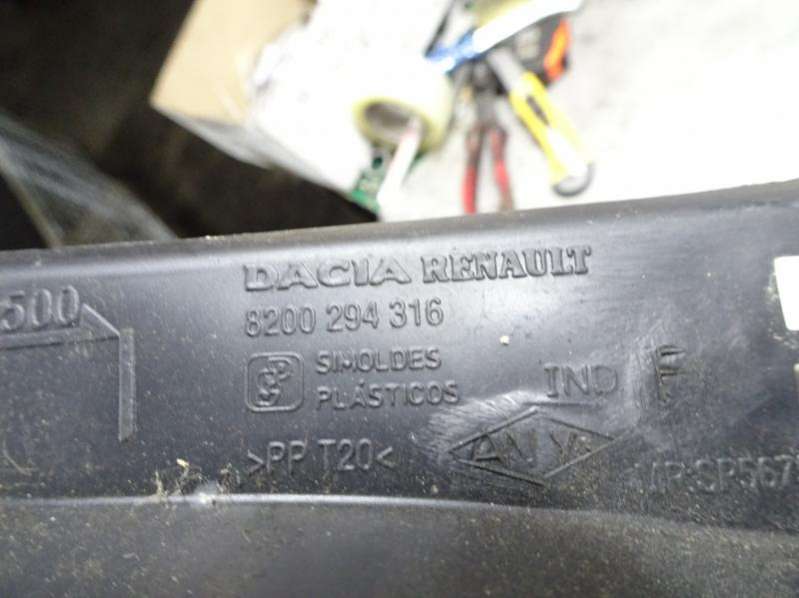 500
DACIA RENAULT
8200 294 316
SIMOLDES
PLÁSTICOS
IND F
>PP T20<